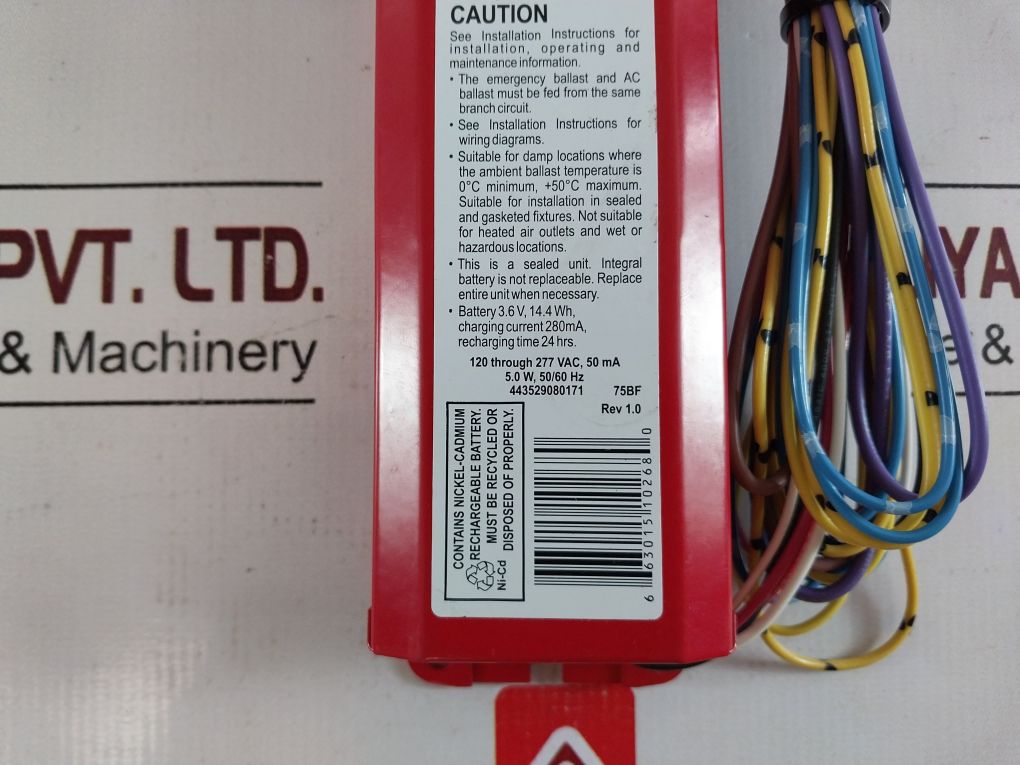 CAUTION
See Installation Instructions for
installation, operating and
maintenance information.
• The emergency ballast and AC
ballast must be fed from the same
branch circuit.
• See Installation Instructions for
wiring diagrams.
• Suitable for damp locations where
the ambient ballast temperature is
0°C minimum, +50°C maximum.
Suitable for installation in sealed
and gasketed fixtures. Not suitable
for heated air outlets and wet or
hazardous locations.
• This is a sealed unit. Integral
battery is not replaceable. Replace
entire unit when necessary.
• Battery 3.6 V, 14.4 Wh,
charging current 280mA,
recharging time 24 hrs.
120 through 277 VAC, 50 mA
5.0 W, 50/60 Hz
443529080171 75BF
Rev 1.0
CONTAINS NICKEL-CADMIUM
RECHARGEABLE BATTERY.
MUST BE RECYCLED OR
DISPOSED OF PROPERLY.
Ni-Cd
6 63015 10268 0
PVT. LTD.
& Machinery
YA
&